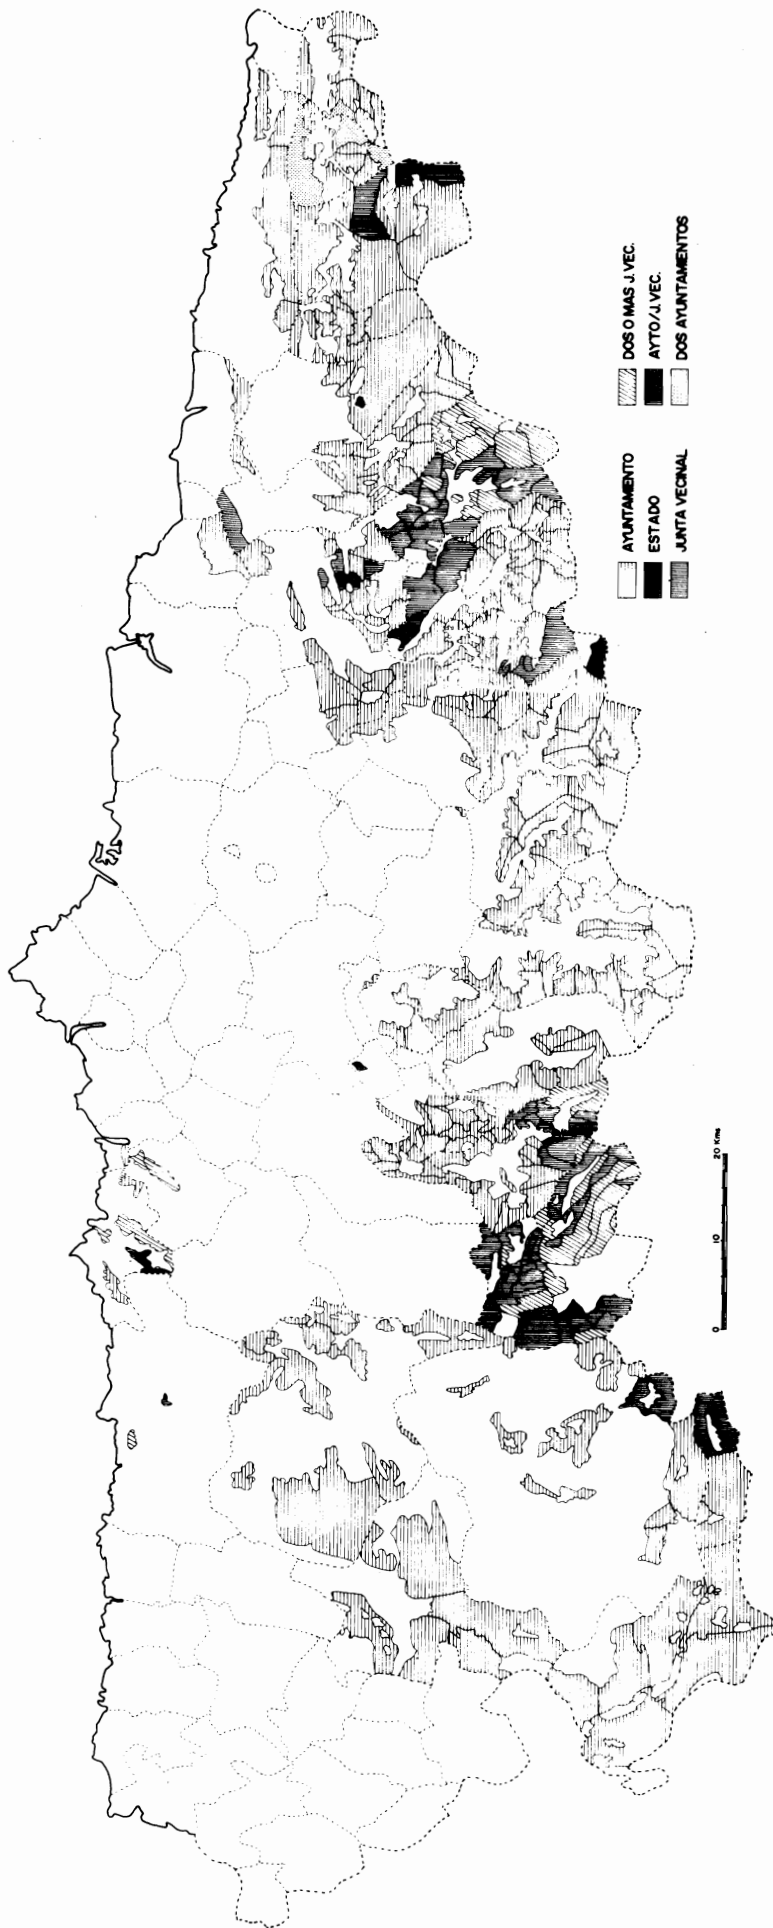 AYUNTAMIENTO
ESTADO
JUNTA VECINAL
DOS O MAS J. VEC.
AYTO/J.VEC.
DOS AYUNTAMIENTOS
0 10 20 Kms